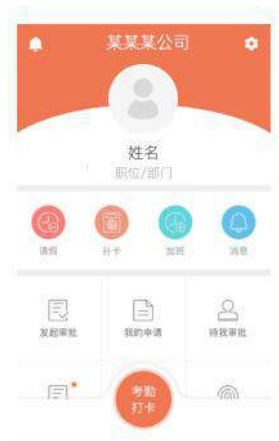 某某某公司
姓名
职位/部门
请假 补卡 加班 消息
发起审批 我的申请 待我审批
考勤
打卡